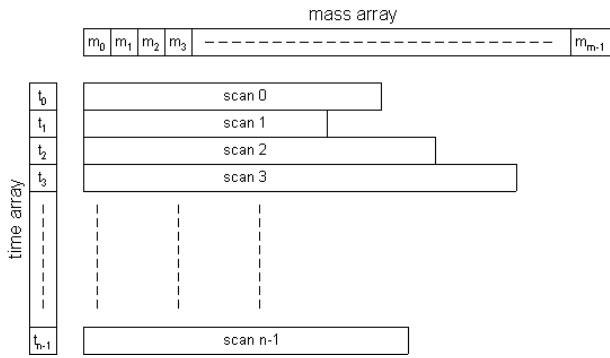 mass array
m0 m1 m2 m3 mm-1
t0 scan 0
t1 scan 1
t2 scan 2
t3 scan 3
time array
tn-1 scan n-1